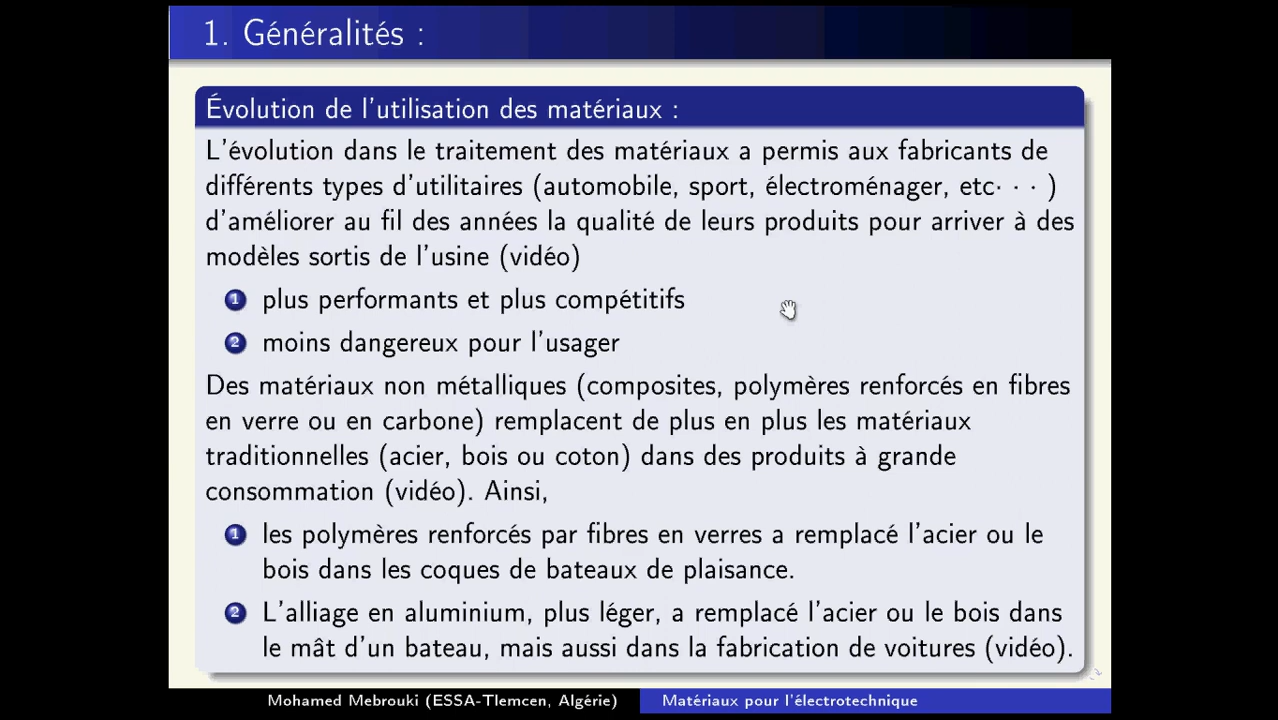 1. Généralités :
Évolution de l'utilisation des matériaux :
L'évolution dans le traitement des matériaux a permis aux fabricants de
différents types d'utilitaires (automobile, sport, électroménager, etc· · · )
d'améliorer au fil des années la qualité de leurs produits pour arriver à des
modèles sortis de l'usine (vidéo)
1 plus performants et plus compétitifs
2 moins dangereux pour l'usager
Des matériaux non métalliques (composites, polymères renforcés en fibres
en verre ou en carbone) remplacent de plus en plus les matériaux
traditionnelles (acier, bois ou coton) dans des produits à grande
consommation (vidéo). Ainsi,
1 les polymères renforcés par fibres en verres a remplacé l'acier ou le
bois dans les coques de bateaux de plaisance.
2 L'alliage en aluminium, plus léger, a remplacé l'acier ou le bois dans
le mât d'un bateau, mais aussi dans la fabrication de voitures (vidéo).
Mohamed Mebrouki (ESSA-Tlemcen, Algérie) Matériaux pour l'électrotechnique